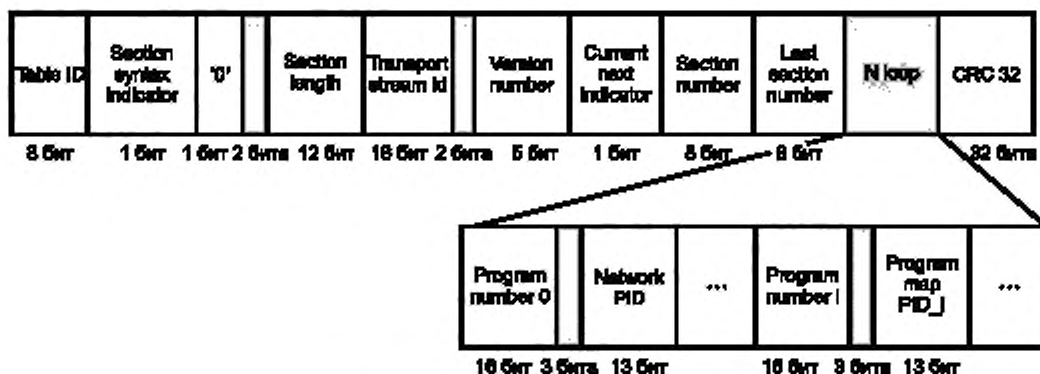 Table ID
Section
syntax
indicator
'0'
Section
length
Transport
stream id
Version
number
Current
next
indicator
Section
number
Last
section
number
N loop
CRC 32
8 бит
1 бит
1 бит
2 бита
12 бит
16 бит
2 бита
5 бит
1 бит
8 бит
8 бит
32 бита
Program
number 0
Network
PID
...
Program
number i
Program
map
PID_i
...
16 бит
3 бита
13 бит
16 бит
3 бита
13 бит